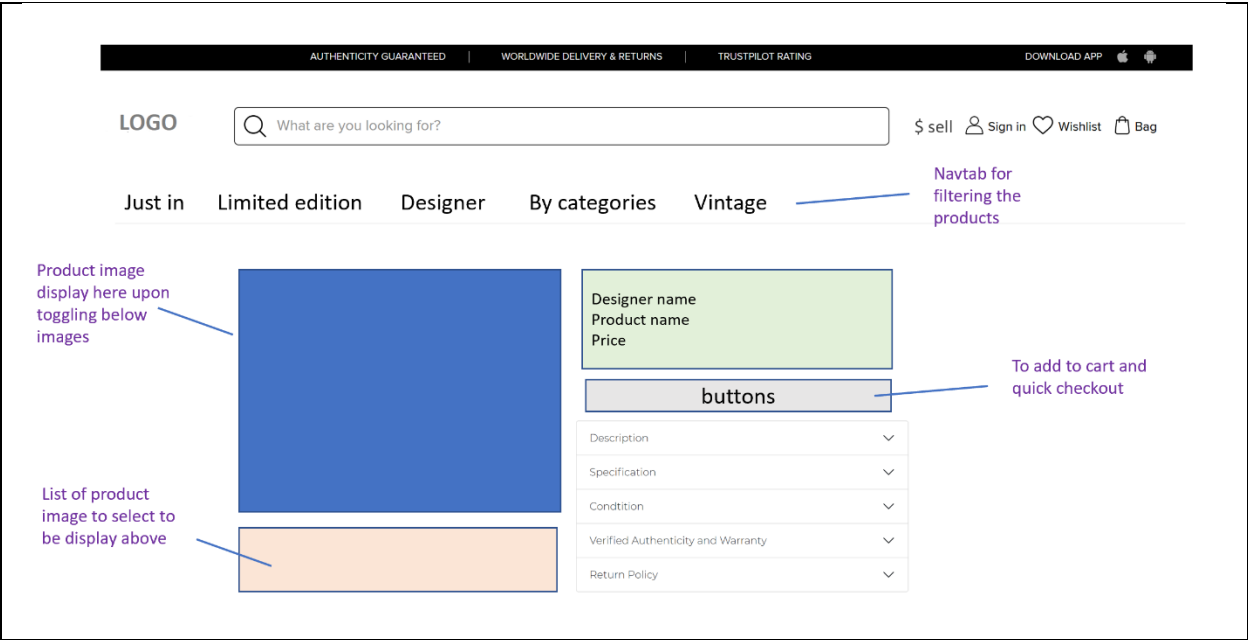 AUTHENTICITY GUARANTEED | WORLDWIDE DELIVERY & RETURNS | TRUSTPILOT RATING DOWNLOAD APP
LOGO What are you looking for? $ sell Sign in Wishlist Bag
Just in Limited edition Designer By categories Vintage
Navtab for
filtering the
products
Product image
display here upon
toggling below
images
Designer name
Product name
Price
buttons
To add to cart and
quick checkout
Description
Specification
Condtition
Verified Authenticity and Warranty
Return Policy
List of product
image to select to
be display above